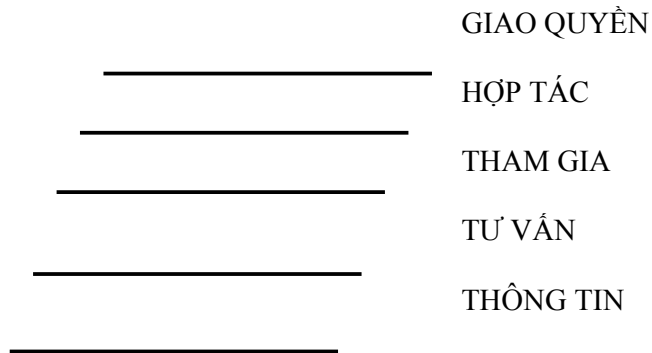 GIAO QUYỀN
HỢP TÁC
THAM GIA
TƯ VẤN
THÔNG TIN